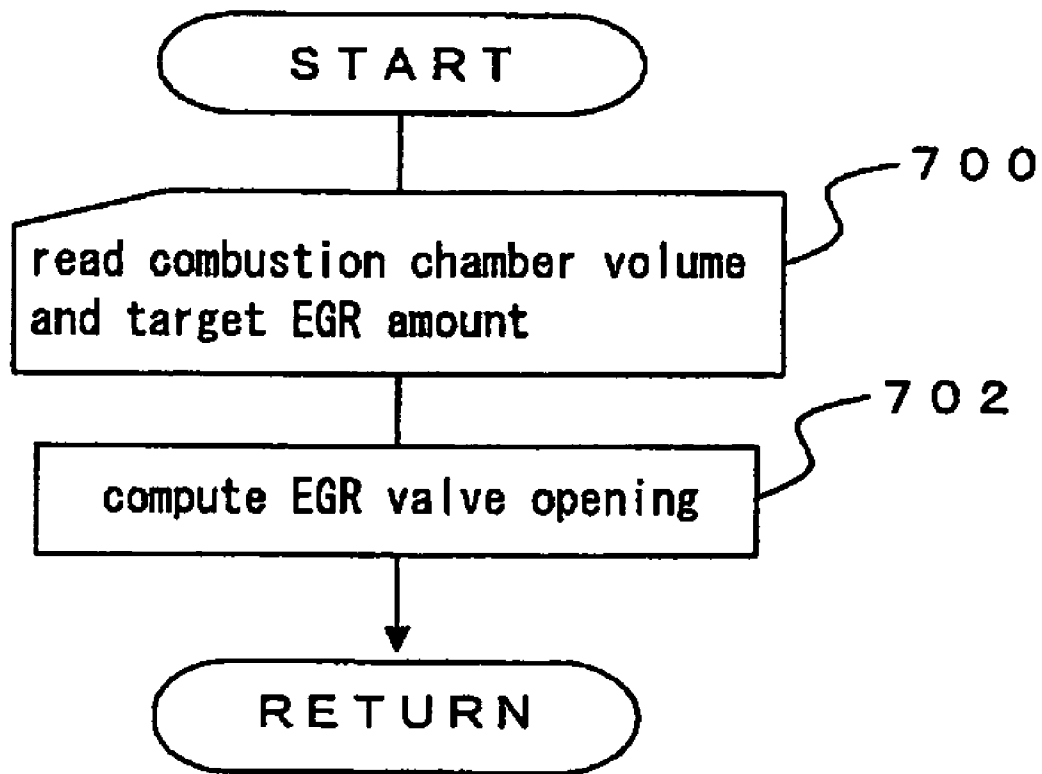 START
700
read combustion chamber volume
and target EGR amount
702
compute EGR valve opening
RETURN